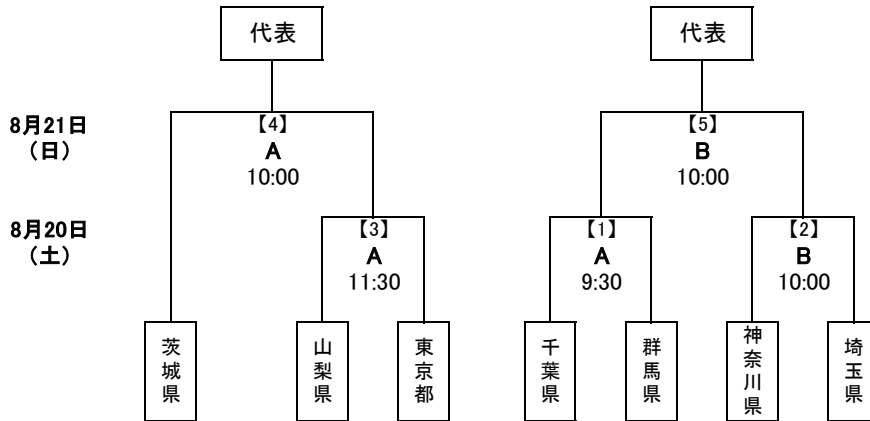 代表
代表
8月21日
（日）
【4】
A
10:00
【5】
B
10:00
8月20日
（土）
【3】
A
11:30
【1】
A
9:30
【2】
B
10:00
茨城県
山梨県
東京都
千葉県
群馬県
神奈川県
埼玉県